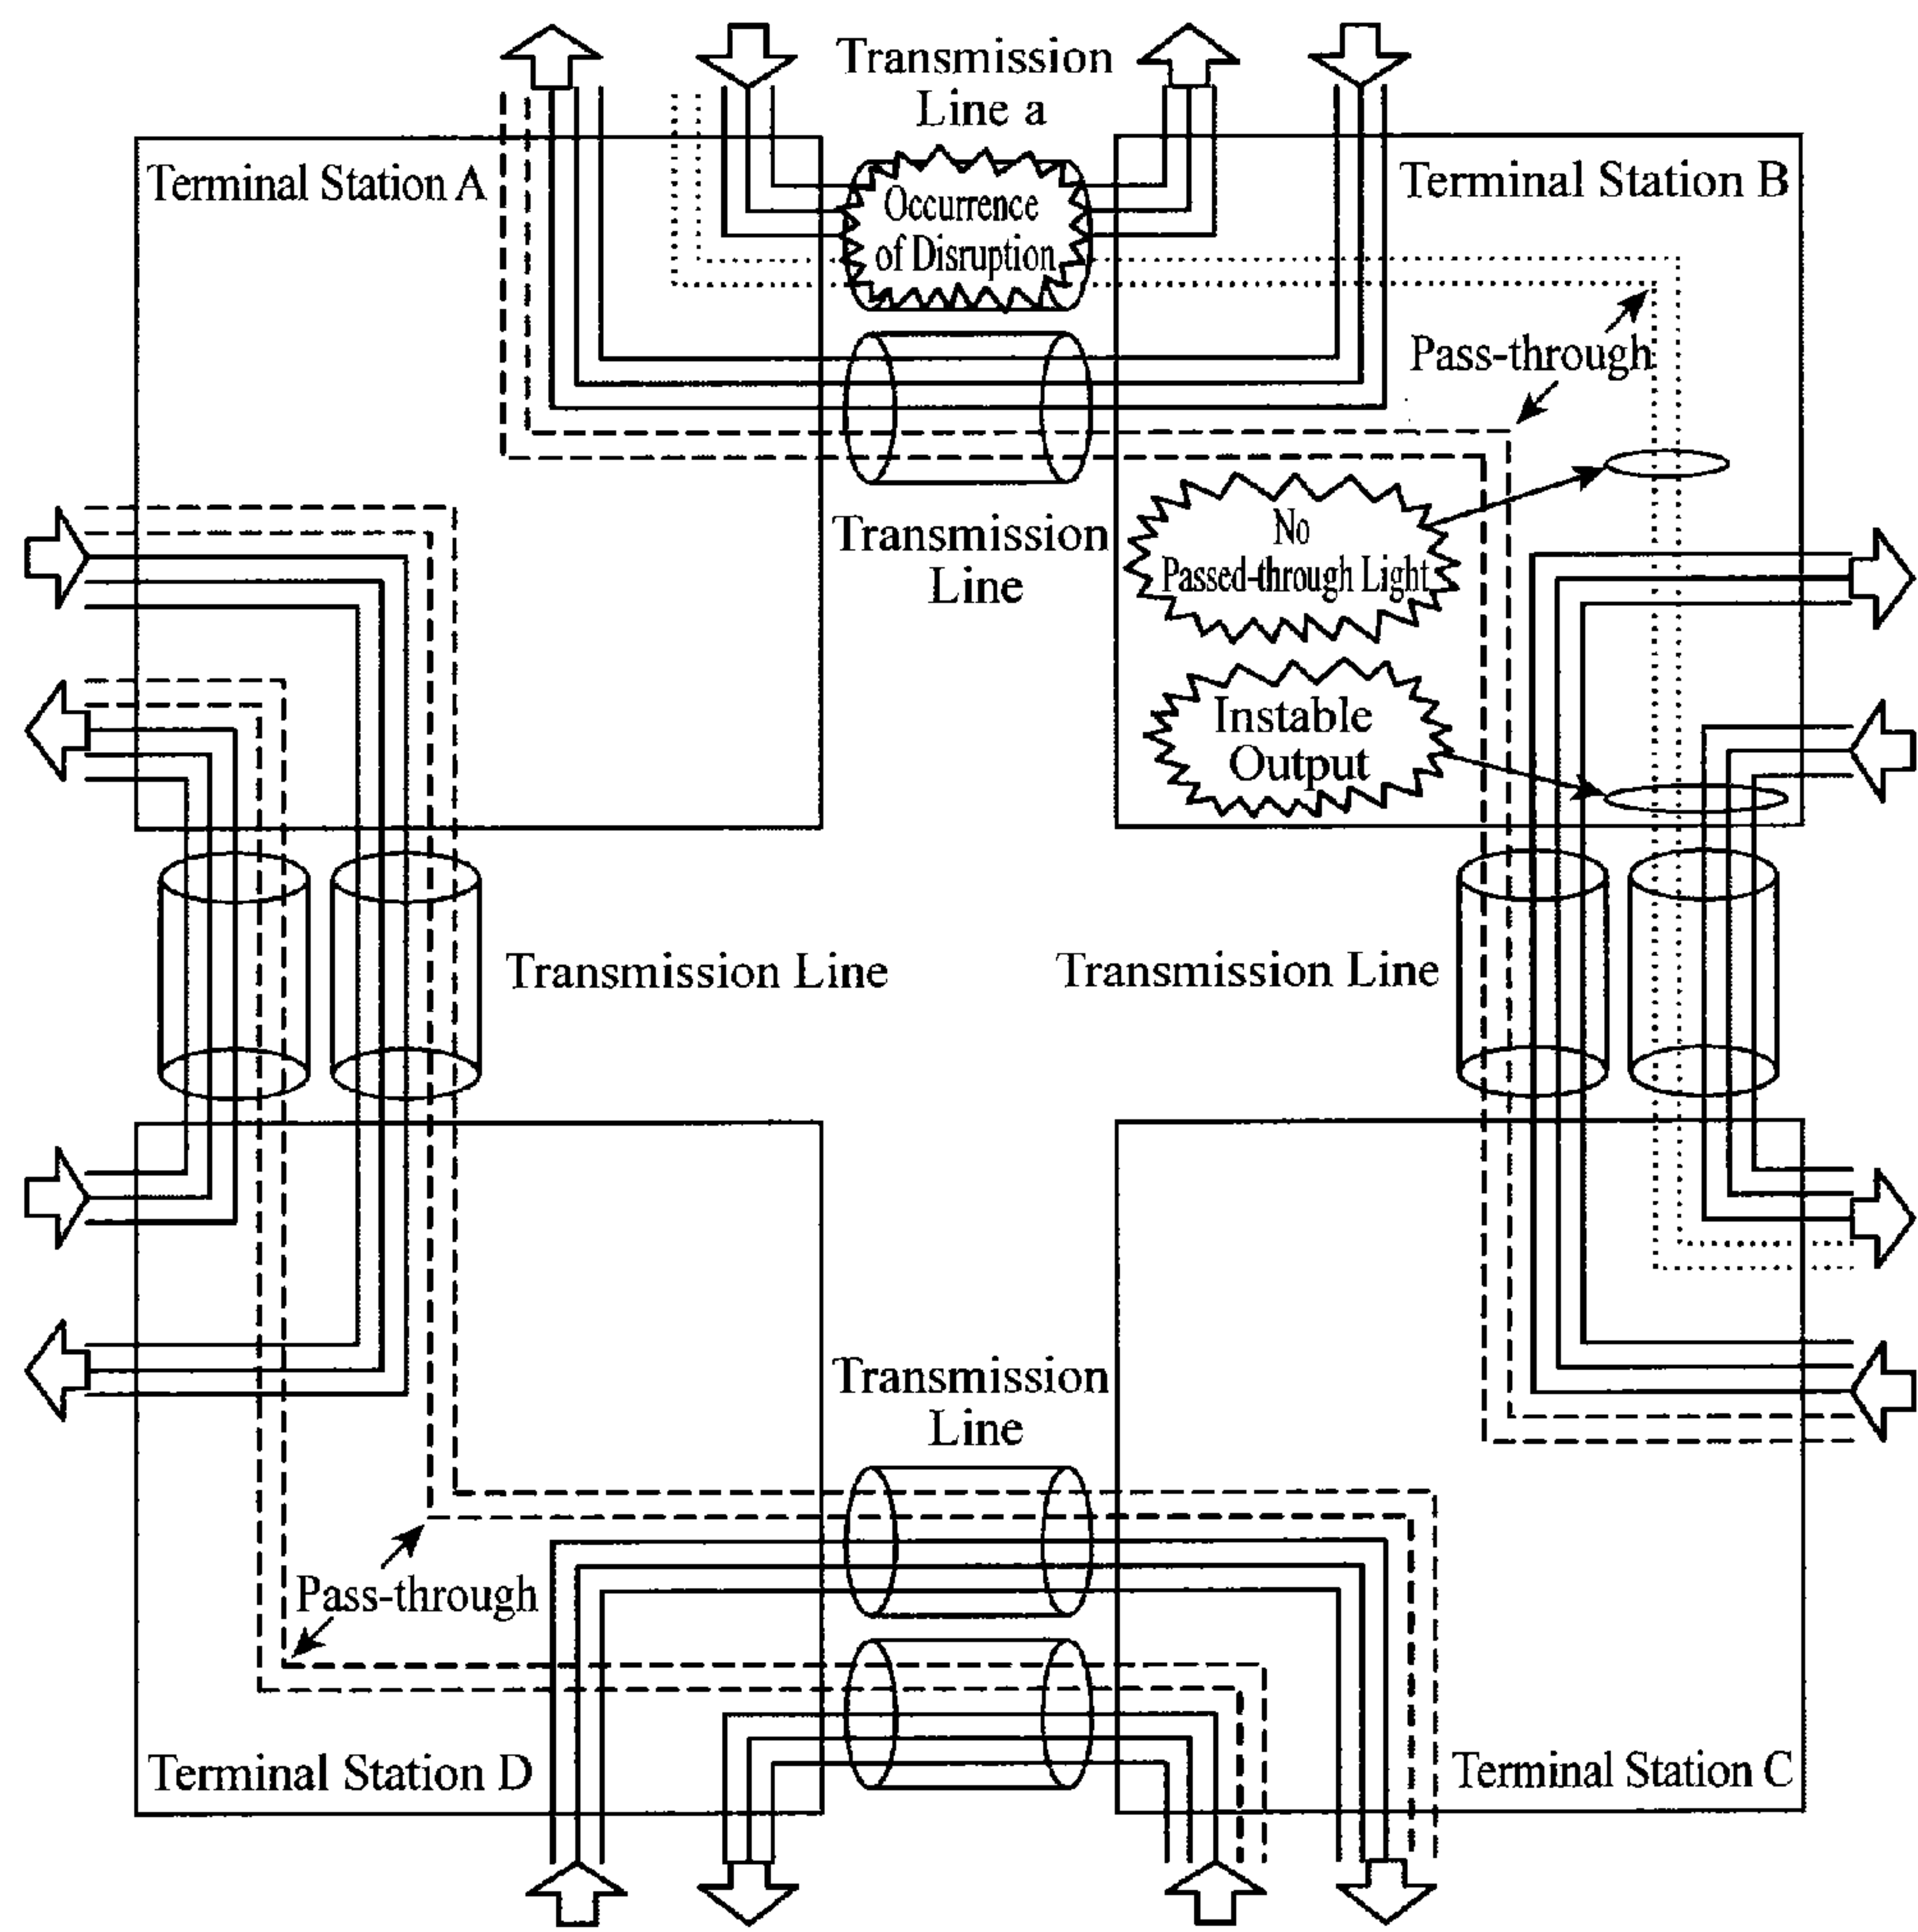 Transmission
Line a
Terminal Station A
Occurrence
of Disruption
Terminal Station B
Pass-through
Transmission
Line
No
Passed-through Light
Instable
Output
Transmission Line
Transmission Line
Transmission
Line
Pass-through
Terminal Station D
Terminal Station C